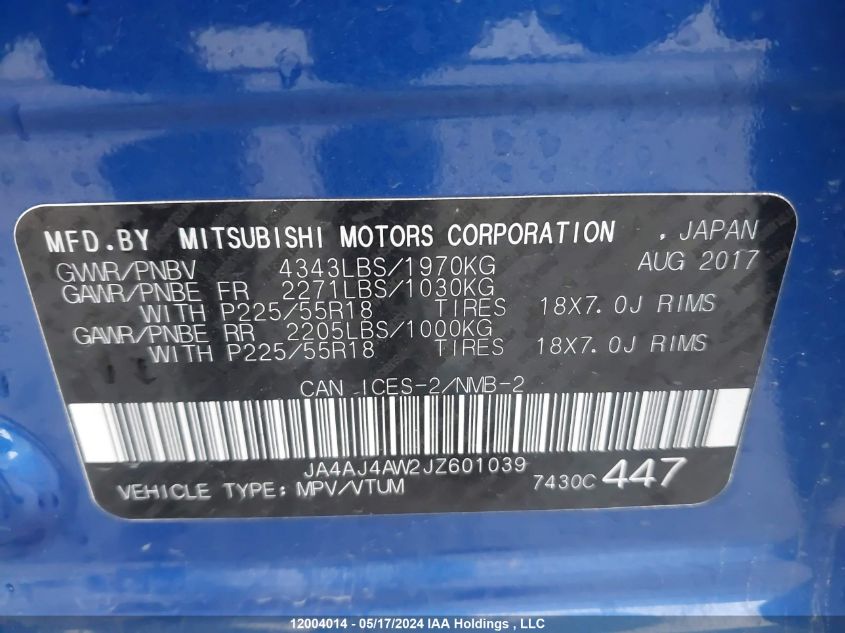 MFD.BY MITSUBISHI MOTORS CORPORATION , JAPAN
GVWR/PNBV 4343LBS/1970KG AUG 2017
GAWR/PNBE FR 2271LBS/1030KG
WITH P225/55R18 TIRES 18X7.0J RIMS
GAWR/PNBE RR 2205LBS/1000KG
WITH P225/55R18 TIRES 18X7.0J RIMS
CAN ICES-2/NMB-2
JA4AJ4AW2JZ601039
VEHICLE TYPE: MPV/VTUM 7430C 447
12004014 - 05/17/2024 IAA Holdings , LLC